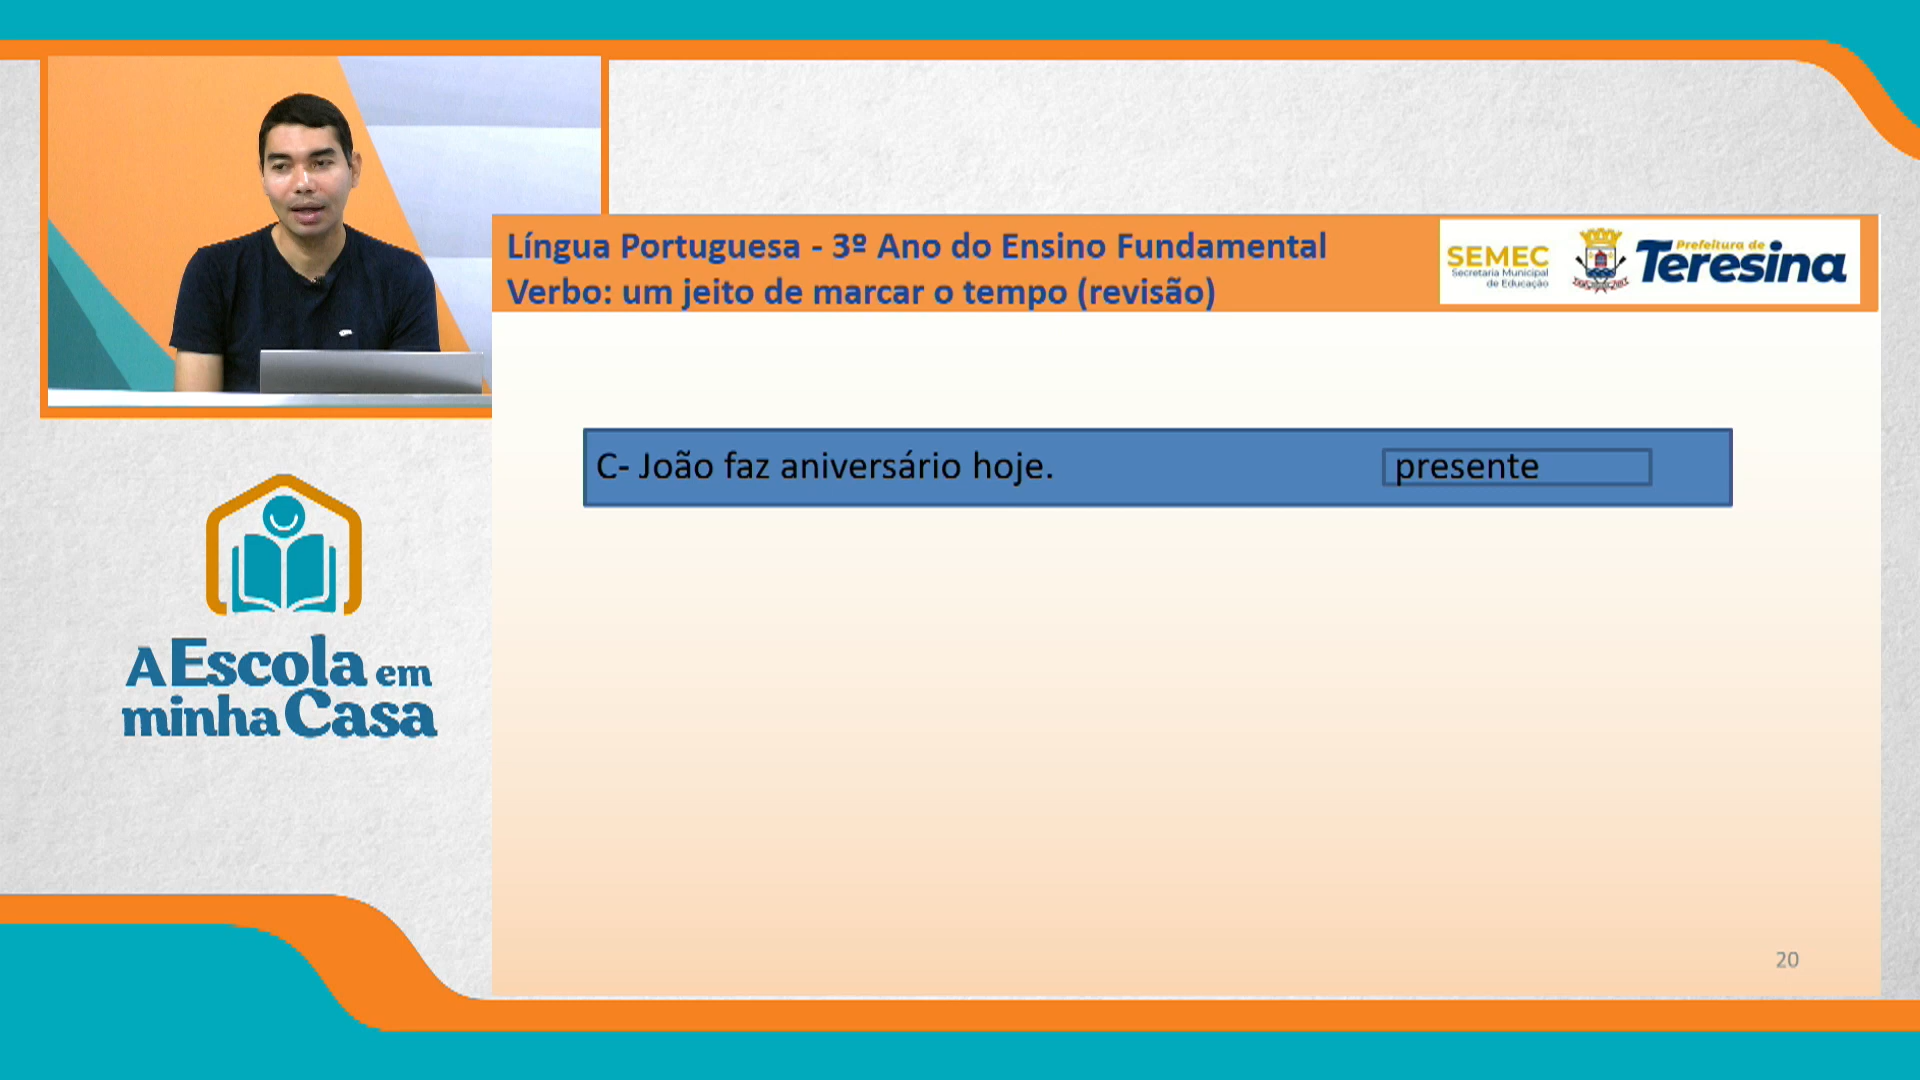 Língua Portuguesa - 3º Ano do Ensino Fundamental
Verbo: um jeito de marcar o tempo (revisão)
SEMEC
Secretaria Municipal
de Educação
Prefeitura de
Teresina
C- João faz aniversário hoje.
presente
A Escola em
minha Casa
20